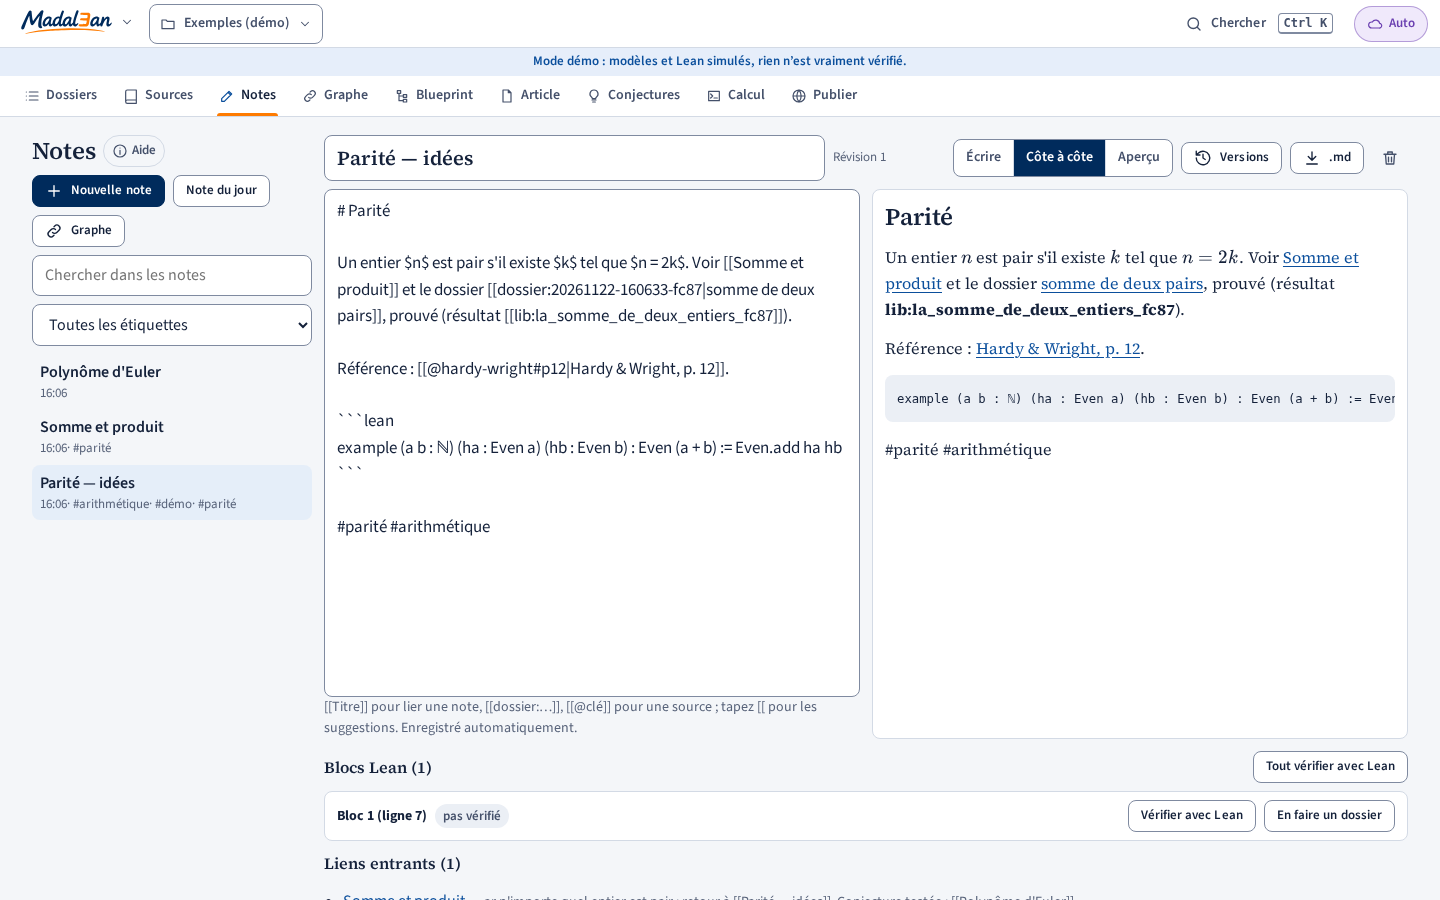 Madalean
Exemples (démo)
Chercher
Ctrl K
Auto
Mode démo : modèles et Lean simulés, rien n’est vraiment vérifié.
Dossiers
Sources
Notes
Graphe
Blueprint
Article
Conjectures
Calcul
Publier
Notes
Aide
Nouvelle note
Note du jour
Graphe
Chercher dans les notes
Toutes les étiquettes
Polynôme d'Euler
16:06
Somme et produit
16:06· #parité
Parité — idées
16:06· #arithmétique· #démo· #parité
Parité — idées
Révision 1
Écrire
Côte à côte
Aperçu
Versions
.md
# Parité
Un entier $n$ est pair s'il existe $k$ tel que $n = 2k$. Voir [[Somme et
produit]] et le dossier [[dossier:20261122-160633-fc87|somme de deux
pairs]], prouvé (résultat [[lib:la_somme_de_deux_entiers_fc87]]).
Référence : [[@hardy-wright#p12|Hardy & Wright, p. 12]].
```lean
example (a b : ℕ) (ha : Even a) (hb : Even b) : Even (a + b) := Even.add ha hb
```
#parité #arithmétique
[[Titre]] pour lier une note, [[dossier:…]], [[@clé]] pour une source ; tapez [[ pour les
suggestions. Enregistré automatiquement.
Parité
Un entier n est pair s'il existe k tel que n = 2k. Voir Somme et
produit et le dossier somme de deux pairs, prouvé (résultat
lib:la_somme_de_deux_entiers_fc87).
Référence : Hardy & Wright, p. 12.
example (a b : ℕ) (ha : Even a) (hb : Even b) : Even (a + b) := Even
#parité #arithmétique
Blocs Lean (1)
Tout vérifier avec Lean
Bloc 1 (ligne 7)
pas vérifié
Vérifier avec Lean
En faire un dossier
Liens entrants (1)
Somme et produit